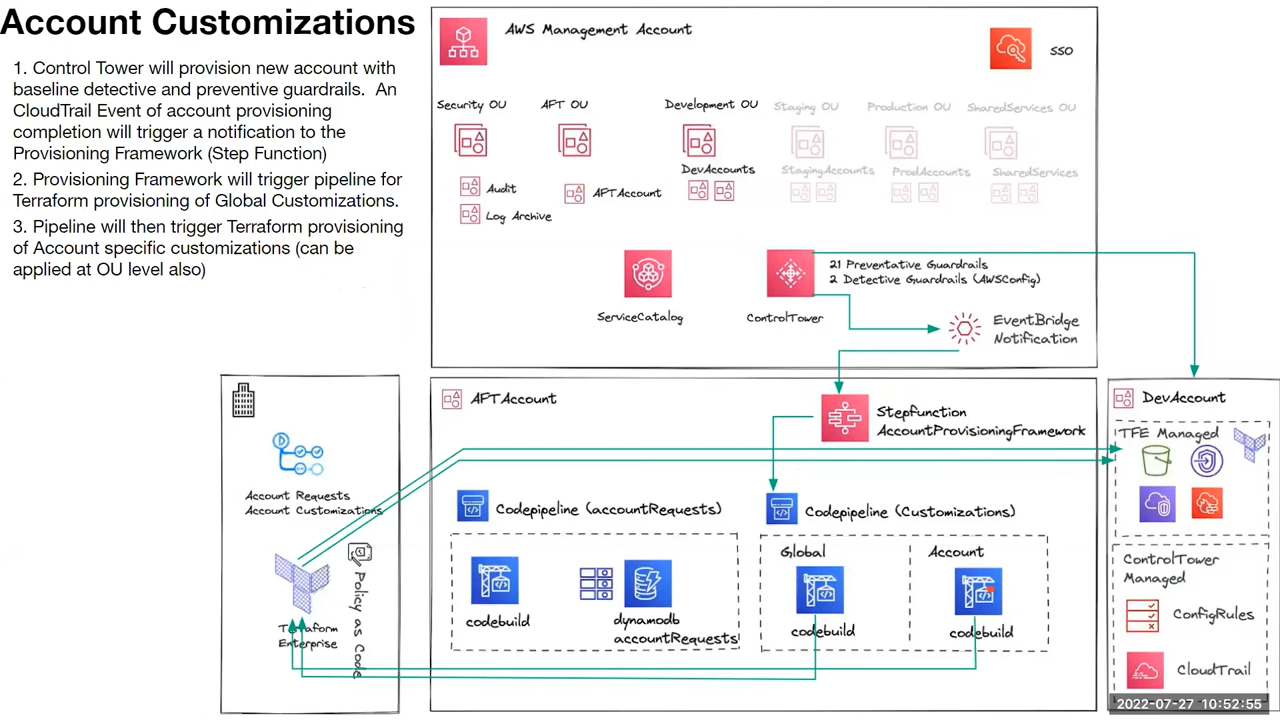 Account Customizations
1. Control Tower will provision new account with
baseline detective and preventive guardrails. An
CloudTrail Event of account provisioning
completion will trigger a notification to the
Provisioning Framework (Step Function)
2. Provisioning Framework will trigger pipeline for
Terraform provisioning of Global Customizations.
3. Pipeline will then trigger Terraform provisioning
of Account specific customizations (can be
applied at OU level also)
AWS Management Account
SSO
Security OU
AFT OU
Development OU
Staging OU
Production OU
SharedServices OU
DevAccounts
StagingAccounts
ProdAccounts
SharedServices
Audit
AFTAccount
Log Archive
21 Preventative Guardrails
2 Detective Guardrails (AWSConfig)
ServiceCatalog
ControlTower
EventBridge
Notification
Account Requests
Account Customizations
Terraform
Enterprise
Policy as Code
AFTAccount
Stepfunction
AccountProvisioningFramework
Codepipeline (accountRequests)
Codepipeline (Customizations)
codebuild
dynamodb
accountRequests
Global
Account
codebuild
codebuild
DevAccount
TFE Managed
ControlTower
Managed
ConfigRules
CloudTrail
2022-07-27 10:52:55